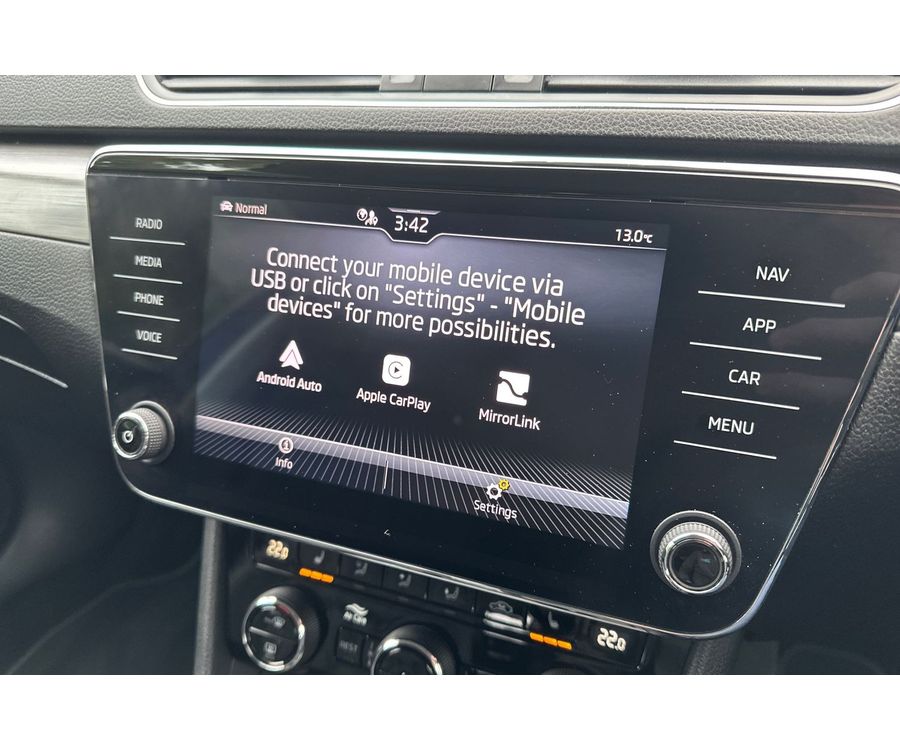 Normal
3:42
13.0°C
RADIO
MEDIA
PHONE
VOICE
Connect your mobile device via
USB or click on "Settings" - "Mobile
devices" for more possibilities.
Android Auto
Apple CarPlay
MirrorLink
Info
Settings
NAV
APP
CAR
MENU
22.0
22.0
REST